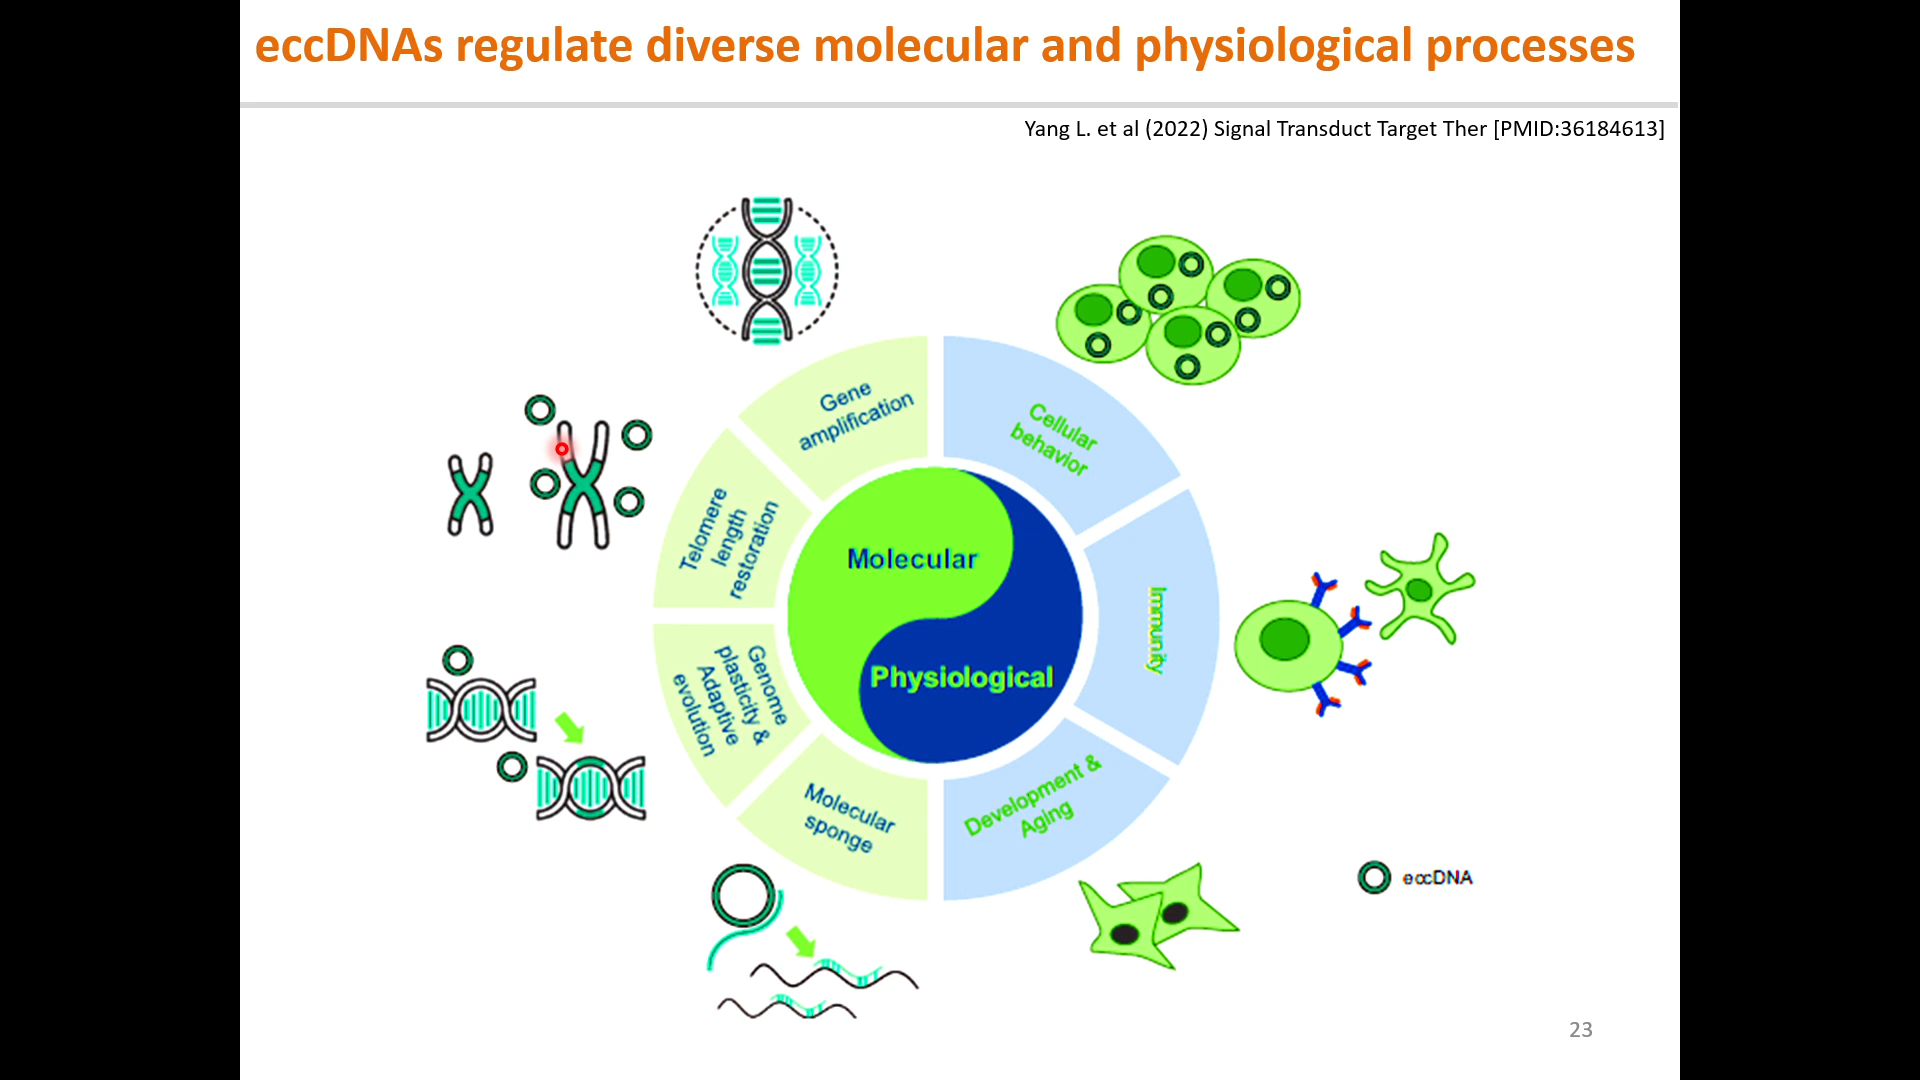 eccDNAs regulate diverse molecular and physiological processes
Yang L. et al (2022) Signal Transduct Target Ther [PMID:36184613]
Gene
amplification
Cellular
behavior
Telomere
length
restoration
Molecular
Immunity
Genome
plasticity &
Adaptive
evolution
Physiological
Molecular
sponge
Development &
Aging
eccDNA
23